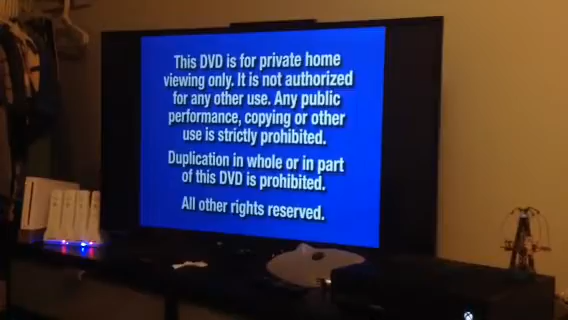 This DVD is for private home
viewing only. It is not authorized
for any other use. Any public
performance, copying or other
use is strictly prohibited.
Duplication in whole or in part
of this DVD is prohibited.
All other rights reserved.